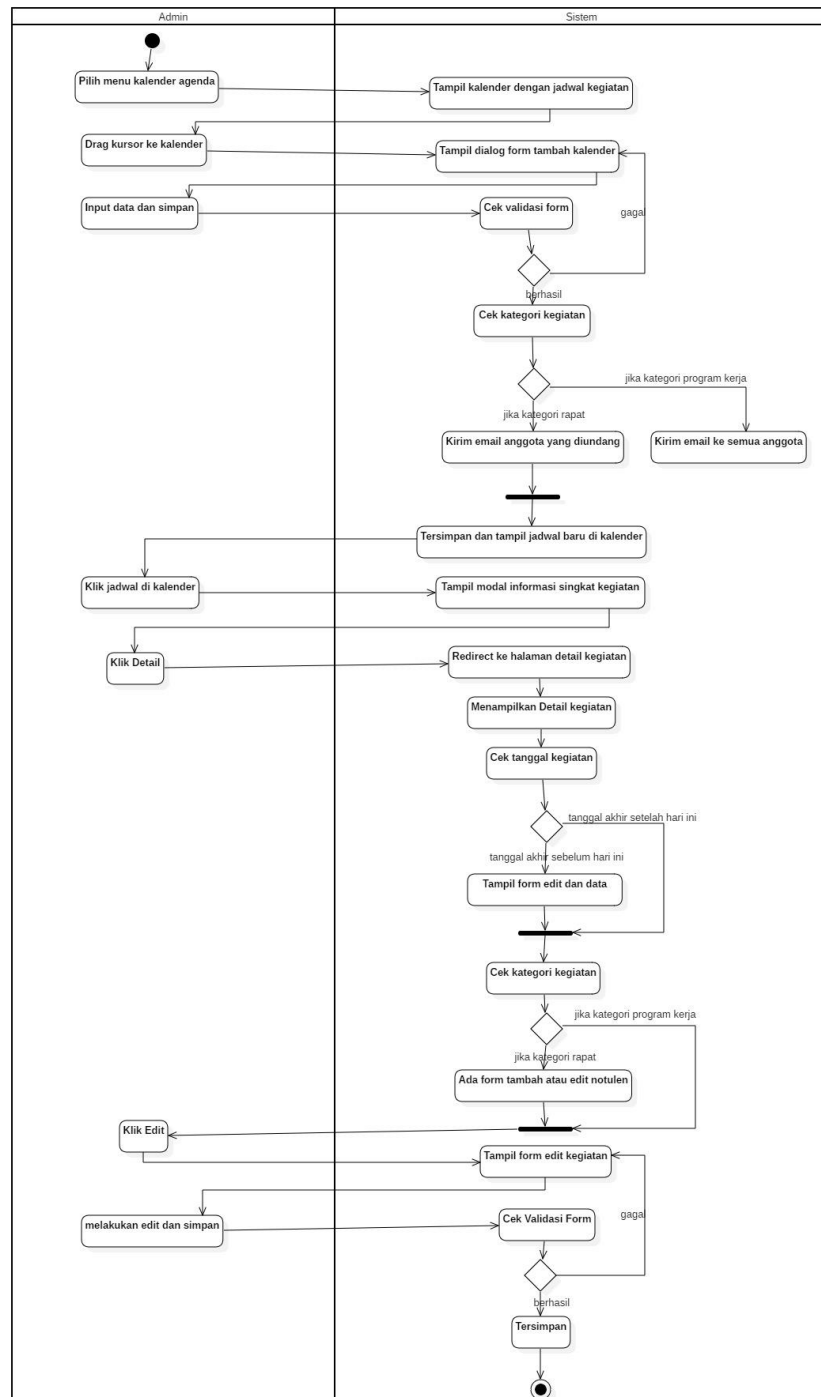 Admin
Sistem
Pilih menu kalender agenda
Tampil kalender dengan jadwal kegiatan
Drag kursor ke kalender
Tampil dialog form tambah kalender
Input data dan simpan
Cek validasi form
gagal
berhasil
Cek kategori kegiatan
jika kategori program kerja
jika kategori rapat
Kirim email anggota yang diundang
Kirim email ke semua anggota
Tersimpan dan tampil jadwal baru di kalender
Klik jadwal di kalender
Tampil modal informasi singkat kegiatan
Klik Detail
Redirect ke halaman detail kegiatan
Menampilkan Detail kegiatan
Cek tanggal kegiatan
tanggal akhir setelah hari ini
tanggal akhir sebelum hari ini
Tampil form edit dan data
Cek kategori kegiatan
jika kategori program kerja
jika kategori rapat
Ada form tambah atau edit notulen
Klik Edit
Tampil form edit kegiatan
melakukan edit dan simpan
Cek Validasi Form
gagal
berhasil
Tersimpan